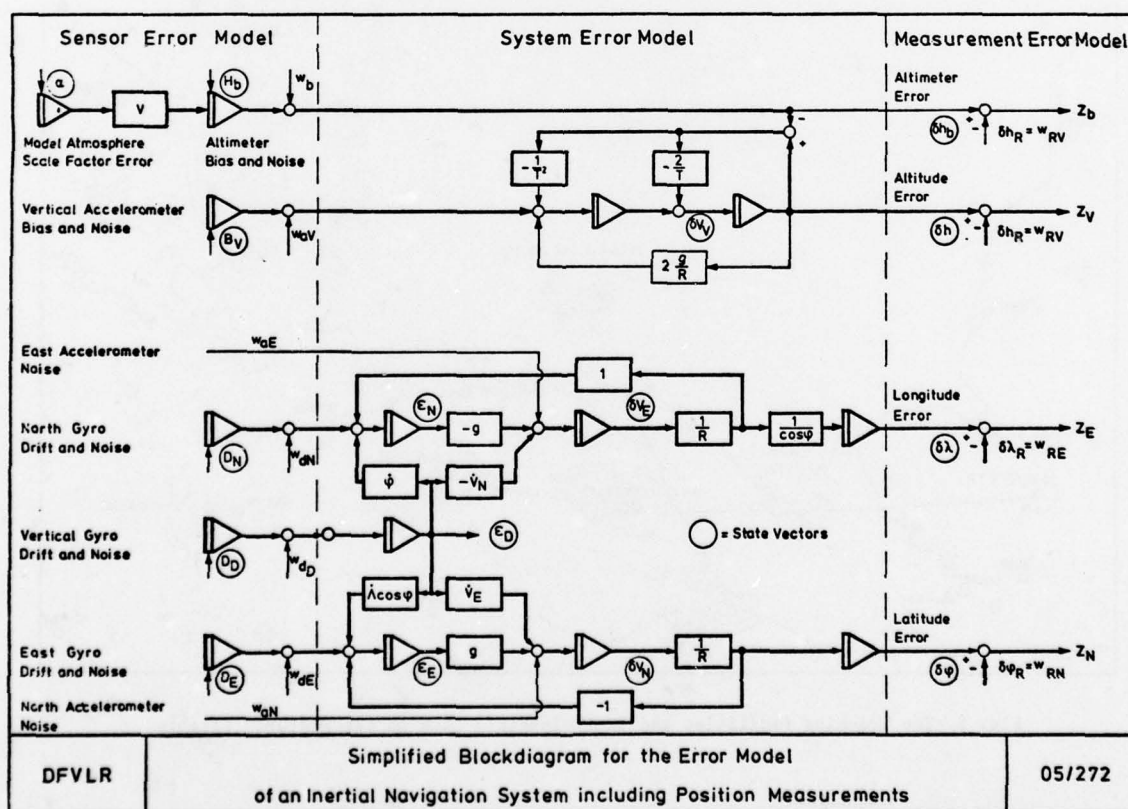 Sensor Error Model
System Error Model
Measurement Error Model
α
V
H_b
w_b
Model Atmosphere
Scale Factor Error
Altimeter
Bias and Noise
Altimeter
Error
δh_b
+
-
δh_R = w_RV
Z_b
-
+
-1/T²
-2/T
Vertical Accelerometer
Bias and Noise
B_V
w_aV
δV_V
2 g/R
Altitude
Error
δh
+
-
δh_R = w_RV
Z_V
East Accelerometer
Noise
w_aE
1
North Gyro
Drift and Noise
D_N
w_dN
ε_N
-g
δV_E
1/R
1/cosφ
Longitude
Error
δλ
+
-
δλ_R = w_RE
Z_E
φ̇
-v̇_N
Vertical Gyro
Drift and Noise
D_D
w_dD
ε_D
= State Vectors
Λ̇cosφ
v̇_E
East Gyro
Drift and Noise
D_E
w_dE
ε_E
g
δV_N
1/R
Latitude
Error
δφ
+
-
δφ_R = w_RN
Z_N
-1
North Accelerometer
Noise
w_aN
DFVLR
Simplified Blockdiagram for the Error Model
of an Inertial Navigation System including Position Measurements
05/272